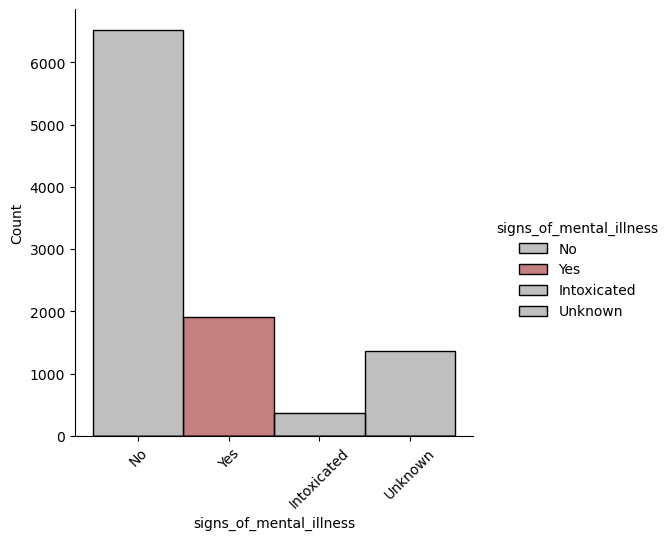 6000
5000
4000
3000
2000
1000
0
Count
No
Yes
Intoxicated
Unknown
signs_of_mental_illness
signs_of_mental_illness
No
Yes
Intoxicated
Unknown